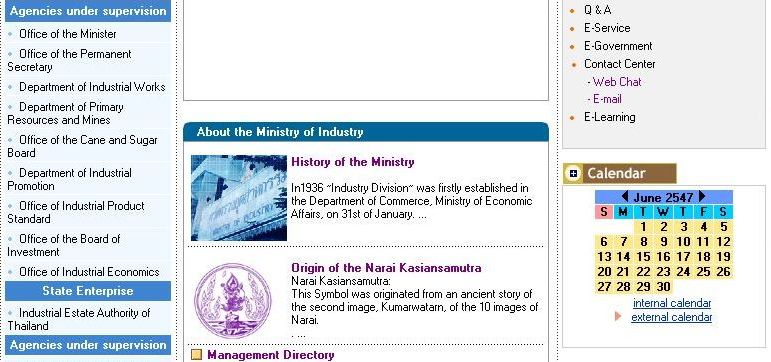 Agencies under supervision
Office of the Minister
Office of the Permanent
Secretary
Department of Industrial Works
Department of Primary
Resources and Mines
Office of the Cane and Sugar
Board
Department of Industrial
Promotion
Office of Industrial Product
Standard
Office of the Board of
Investment
Office of Industrial Economics
State Enterprise
Industrial Estate Authority of
Thailand
Agencies under supervision
About the Ministry of Industry
History of the Ministry
In1936 "Industry Division" was firstly established in
the Department of Commerce, Ministry of Economic
Affairs, on 31st of January. ...
Origin of the Narai Kasiansamutra
Narai Kasiansamutra:
This Symbol was originated from an ancient story of
the second image, Kumarwatarn, of the 10 images of
Narai.
. ...
Management Directory
Q & A
E-Service
E-Government
Contact Center
- Web Chat
- E-mail
E-Learning
Calendar
June 2547
S M T W T F S
1 2 3 4 5
6 7 8 9 10 11 12
13 14 15 16 17 18 19
20 21 22 23 24 25 26
27 28 29 30
internal calendar
external calendar